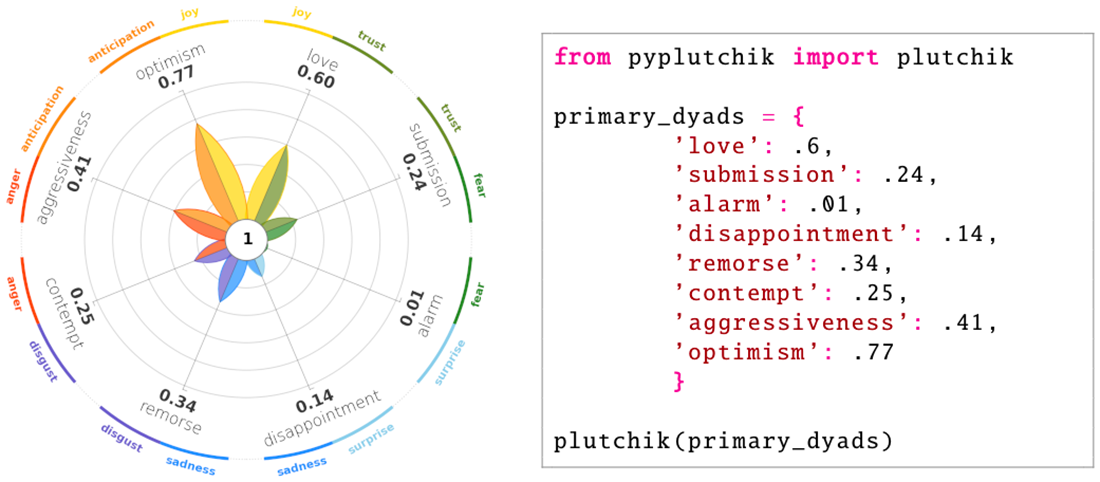 joy
joy
anticipation
trust
optimism
0.77
love
0.60
anticipation
trust
aggressiveness
0.41
submission
0.24
anger
fear
1
anger
fear
contempt
0.25
alarm
0.01
disgust
surprise
remorse
0.34
disappointment
0.14
disgust
surprise
sadness
sadness
from pyplutchik import plutchik
primary_dyads = {
’love’: .6,
’submission’: .24,
’alarm’: .01,
’disappointment’: .14,
’remorse’: .34,
’contempt’: .25,
’aggressiveness’: .41,
’optimism’: .77
}
plutchik(primary_dyads)